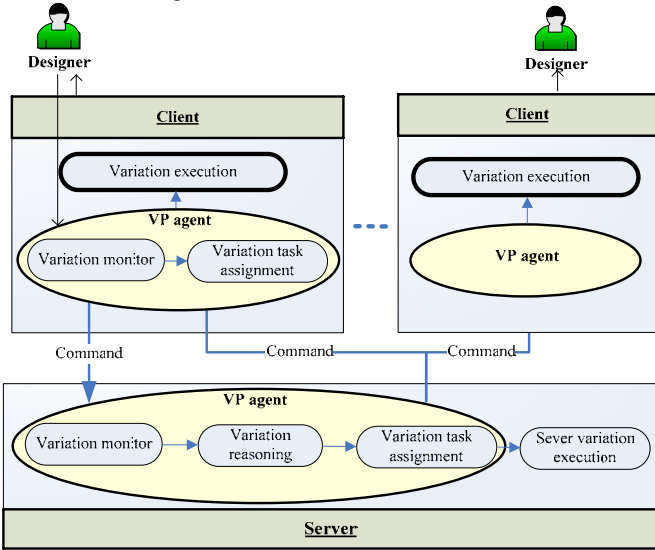 Designer
Designer
Client
Client
Variation execution
Variation execution
VP agent
Variation monitor
Variation task
assignment
VP agent
Command
Command
Command
VP agent
Variation monitor
Variation
reasoning
Variation task
assignment
Sever variation
execution
Server